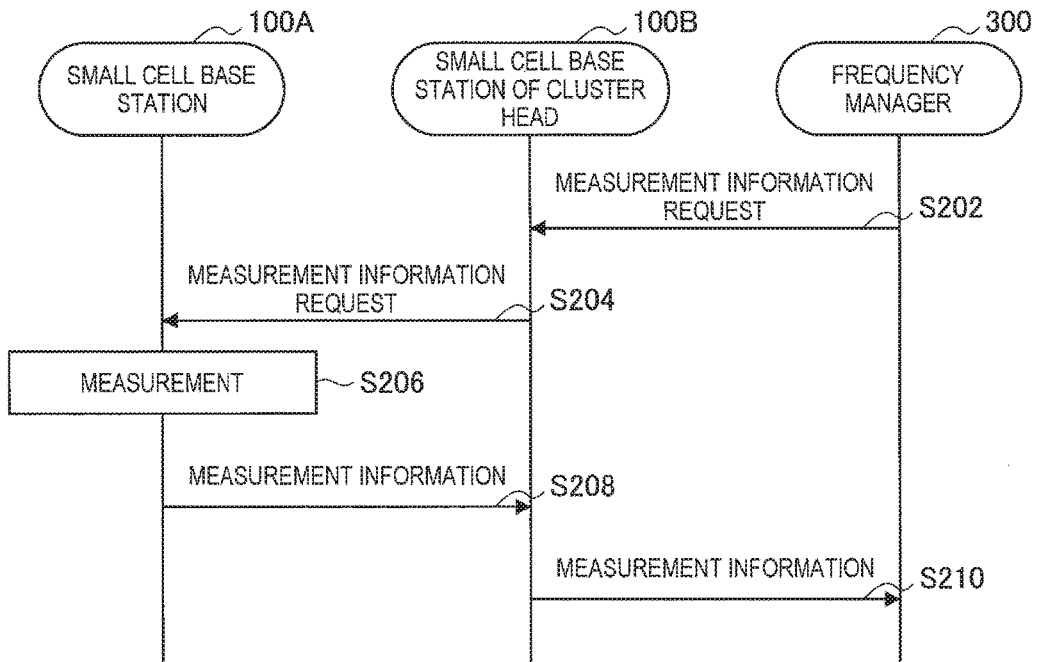 100A
100B
300
SMALL CELL BASE
STATION
SMALL CELL BASE
STATION OF CLUSTER
HEAD
FREQUENCY
MANAGER
MEASUREMENT INFORMATION
REQUEST
S202
MEASUREMENT INFORMATION
REQUEST
S204
MEASUREMENT
S206
MEASUREMENT INFORMATION
S208
MEASUREMENT INFORMATION
S210